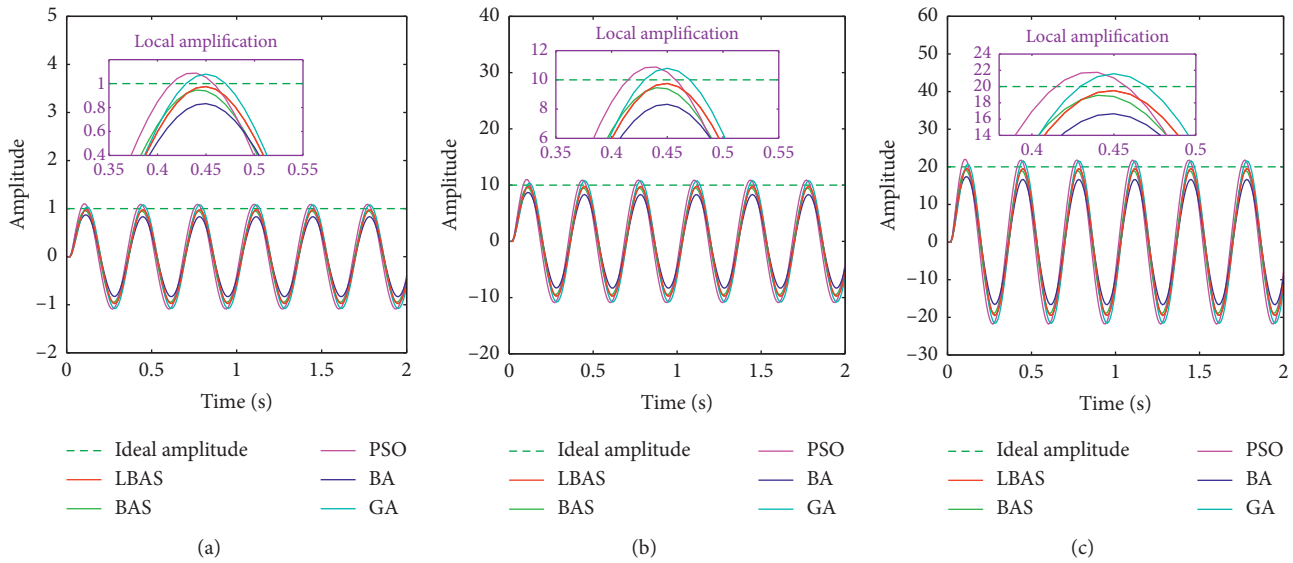 5
4
3
2
1
0
−1
−2
Amplitude
Local amplification
1
0.8
0.6
0.4
0.35
0.4
0.45
0.5
0.55
0
0.5
1
1.5
2
Time (s)
Ideal amplitude
LBAS
BAS
PSO
BA
GA
(a)
40
30
20
10
0
−10
−20
Amplitude
Local amplification
12
10
8
6
0.35
0.4
0.45
0.5
0.55
0
0.5
1
1.5
2
Time (s)
Ideal amplitude
LBAS
BAS
PSO
BA
GA
(b)
60
50
40
30
20
10
0
−10
−20
−30
Amplitude
Local amplification
24
22
20
18
16
14
0.4
0.45
0.5
0
0.5
1
1.5
2
Time (s)
Ideal amplitude
LBAS
BAS
PSO
BA
GA
(c)